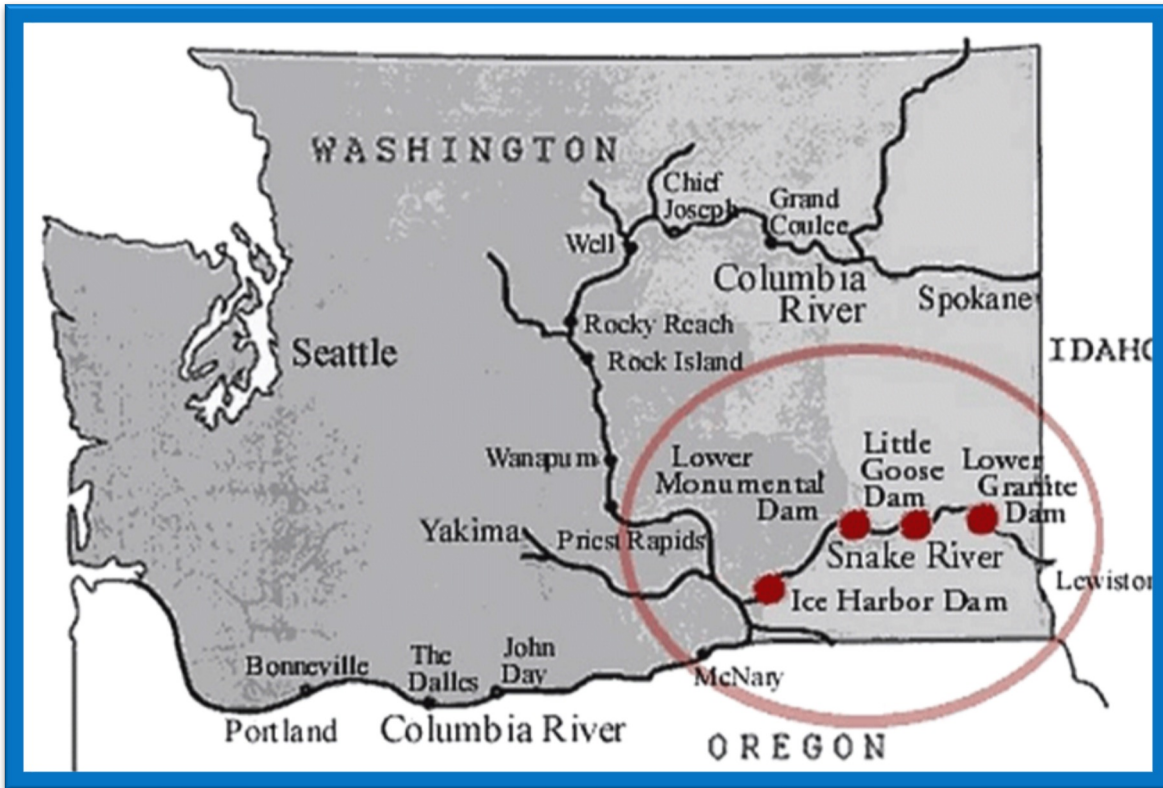 WASHINGTON
Chief
Joseph
Grand
Coulee
Well
Columbia
River
Spokane
Rocky Reach
Rock Island
Seattle
IDAHO
Wanapum
Lower
Monumental
Dam
Little
Goose
Dam
Lower
Granite
Dam
Yakima
Priest Rapids
Snake River
Lewiston
Ice Harbor Dam
Bonneville
The
Dalles
John
Day
McNary
Portland
Columbia River
OREGON